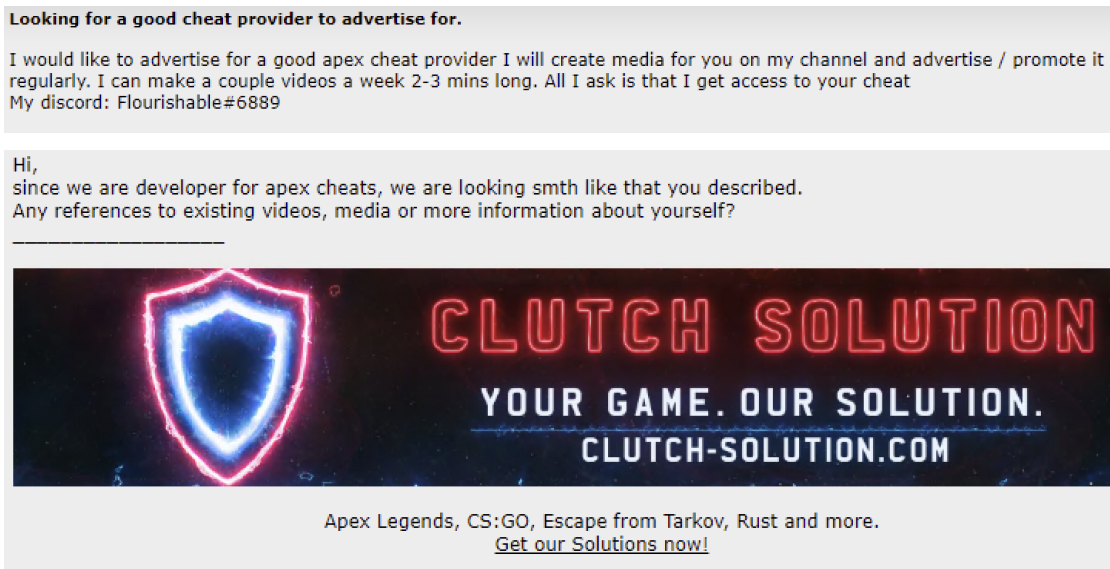 Looking for a good cheat provider to advertise for.
I would like to advertise for a good apex cheat provider I will create media for you on my channel and advertise / promote it
regularly. I can make a couple videos a week 2-3 mins long. All I ask is that I get access to your cheat
My discord: Flourishable#6889
Hi,
since we are developer for apex cheats, we are looking smth like that you described.
Any references to existing videos, media or more information about yourself?
__________________
CLUTCH SOLUTION
YOUR GAME. OUR SOLUTION.
CLUTCH-SOLUTION.COM
Apex Legends, CS:GO, Escape from Tarkov, Rust and more.
Get our Solutions now!